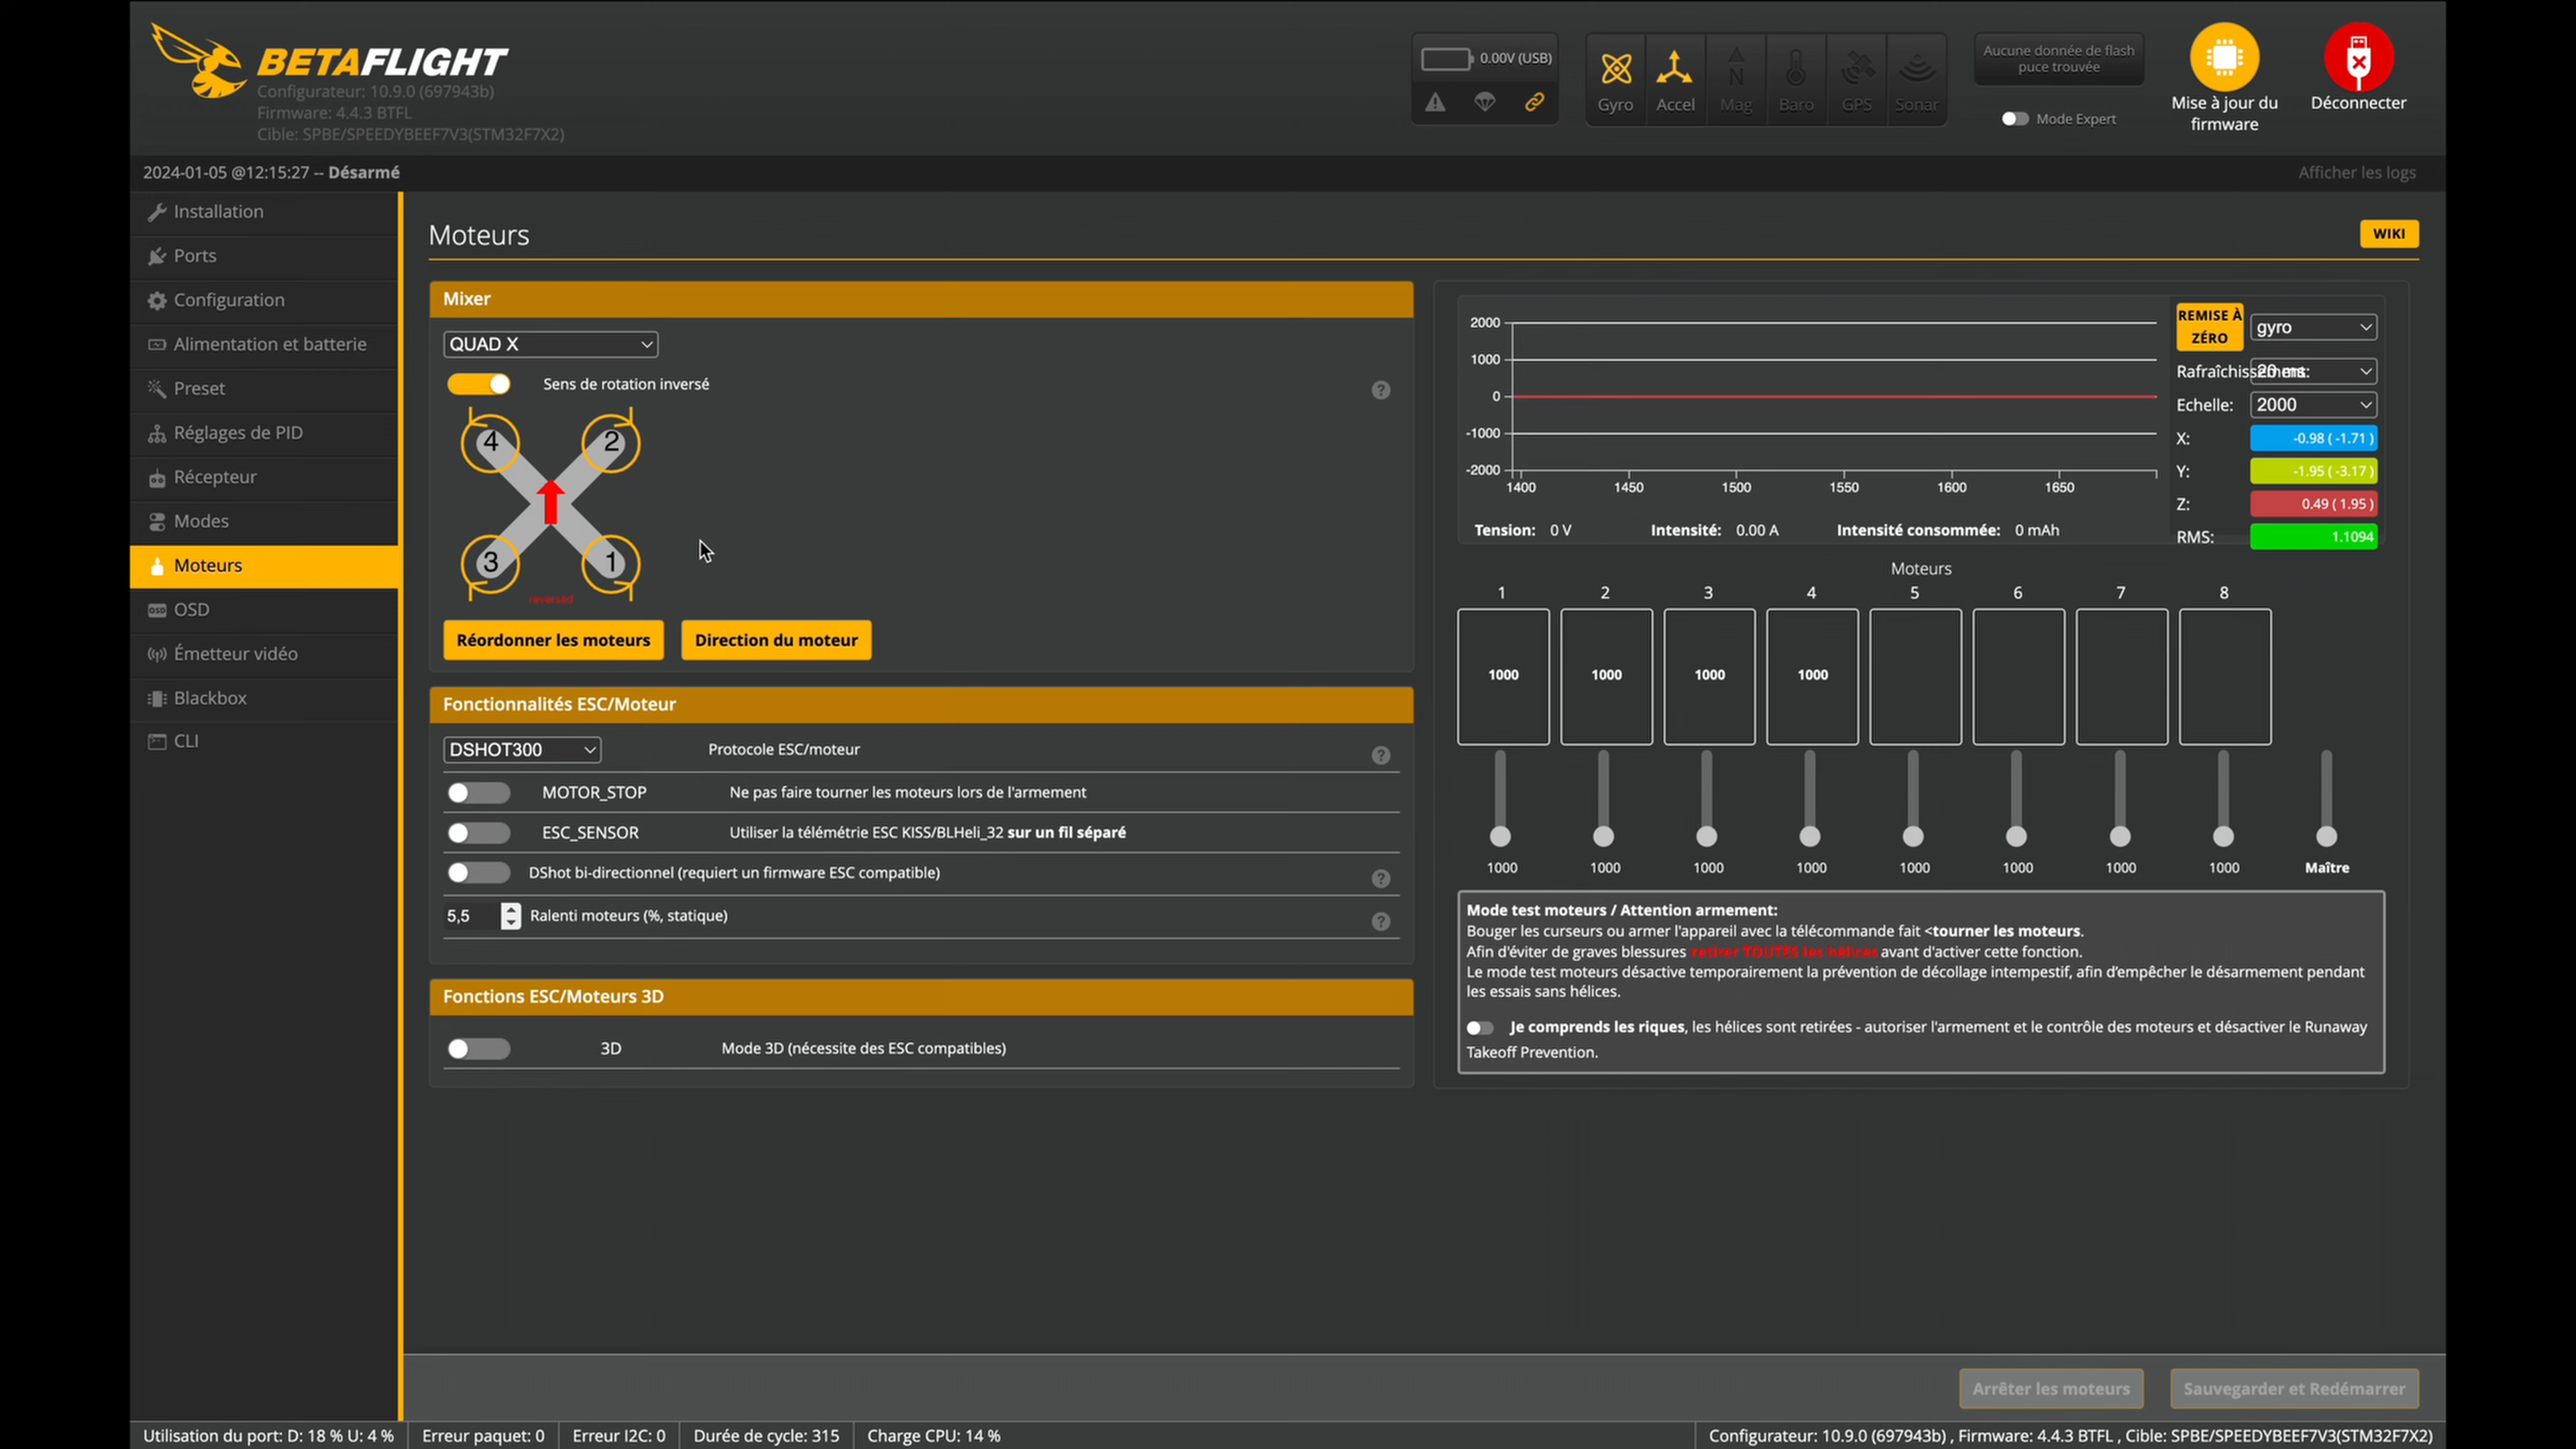 BETAFLIGHT
Configurateur: 10.9.0 (697943b)
Firmware: 4.4.3 BTFL
Cible: SPBE/SPEEDYBEEF7V3(STM32F7X2)
0.00V (USB)
Gyro
Accel
Mag
Baro
GPS
Sonar
Aucune donnée de flash
puce trouvée
Mode Expert
Mise à jour du
firmware
Déconnecter
2024-01-05 @12:15:27 -- Désarmé
Afficher les logs
Installation
Ports
Configuration
Alimentation et batterie
Preset
Réglages de PID
Récepteur
Modes
Moteurs
OSD
Émetteur vidéo
Blackbox
CLI
Moteurs
WIKI
Mixer
QUAD X
Sens de rotation inversé
4
2
3
1
reversed
Réordonner les moteurs
Direction du moteur
Fonctionnalités ESC/Moteur
DSHOT300
Protocole ESC/moteur
MOTOR_STOP
Ne pas faire tourner les moteurs lors de l'armement
ESC_SENSOR
Utiliser la télémétrie ESC KISS/BLHeli_32 sur un fil séparé
DShot bi-directionnel (requiert un firmware ESC compatible)
5,5
Ralenti moteurs (%, statique)
Fonctions ESC/Moteurs 3D
3D
Mode 3D (nécessite des ESC compatibles)
2000
1000
0
-1000
-2000
1400 1450 1500 1550 1600 1650
REMISE À
ZÉRO
gyro
Rafraîchissement:
20 ms
Echelle:
2000
X: -0.98 ( -1.71 )
Y: -1.95 ( -3.17 )
Z: 0.49 ( 1.95 )
RMS: 1.1094
Tension: 0 V
Intensité: 0.00 A
Intensité consommée: 0 mAh
Moteurs
1 2 3 4 5 6 7 8
1000 1000 1000 1000
1000 1000 1000 1000 1000 1000 1000 1000 Maître
Mode test moteurs / Attention armement:
Bouger les curseurs ou armer l'appareil avec la télécommande fait <tourner les moteurs.
Afin d'éviter de graves blessures retirer TOUTES les hélices avant d'activer cette fonction.
Le mode test moteurs désactive temporairement la prévention de décollage intempestif, afin d'empêcher le désarmement pendant
les essais sans hélices.
Je comprends les riques, les hélices sont retirées - autoriser l'armement et le contrôle des moteurs et désactiver le Runaway
Takeoff Prevention.
Arrêter les moteurs
Sauvegarder et Redémarrer
Utilisation du port: D: 18 % U: 4 %
Erreur paquet: 0
Erreur I2C: 0
Durée de cycle: 315
Charge CPU: 14 %
Configurateur: 10.9.0 (697943b) , Firmware: 4.4.3 BTFL , Cible: SPBE/SPEEDYBEEF7V3(STM32F7X2)